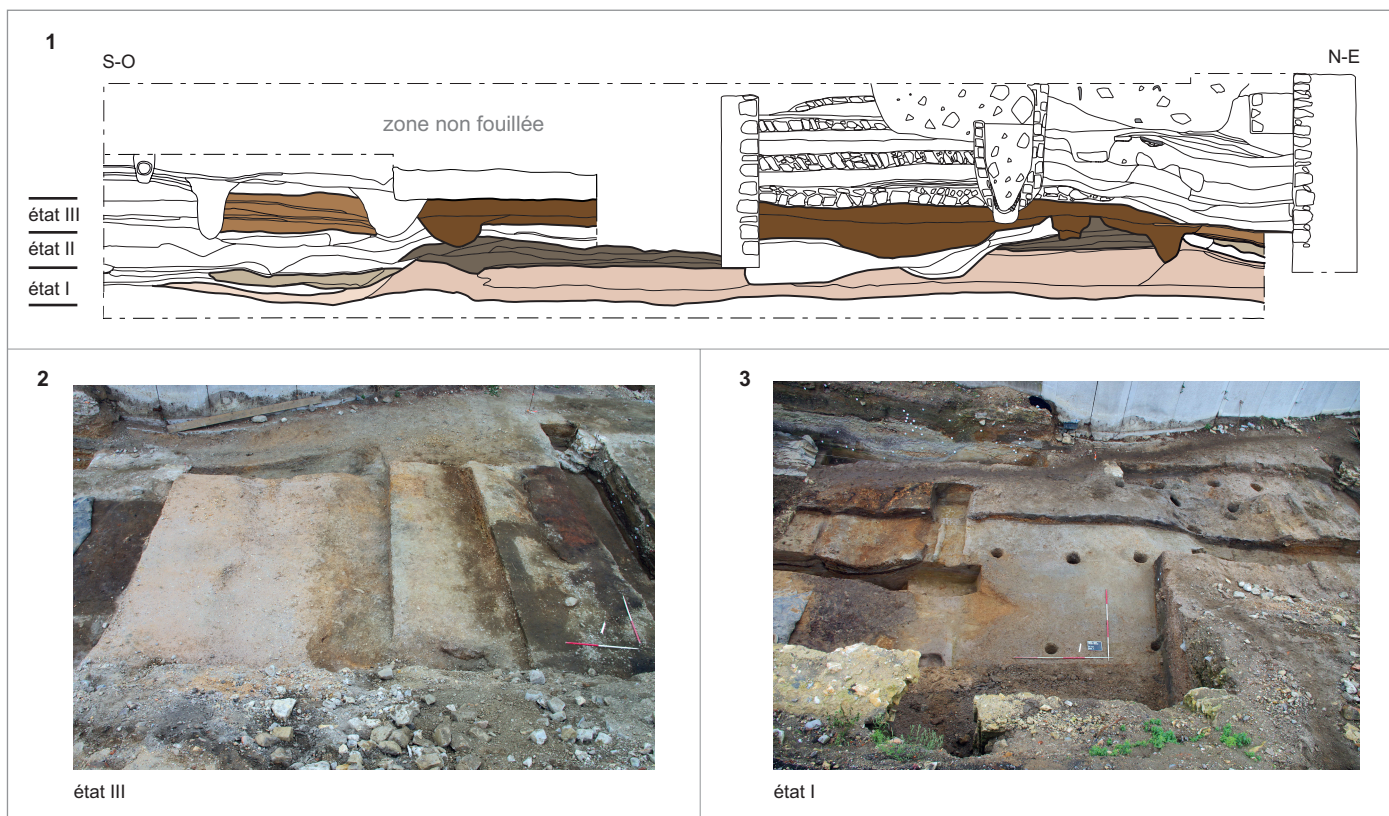 1
S-O
N-E
zone non fouillée
état III
état II
état I
2
3
état III
état I